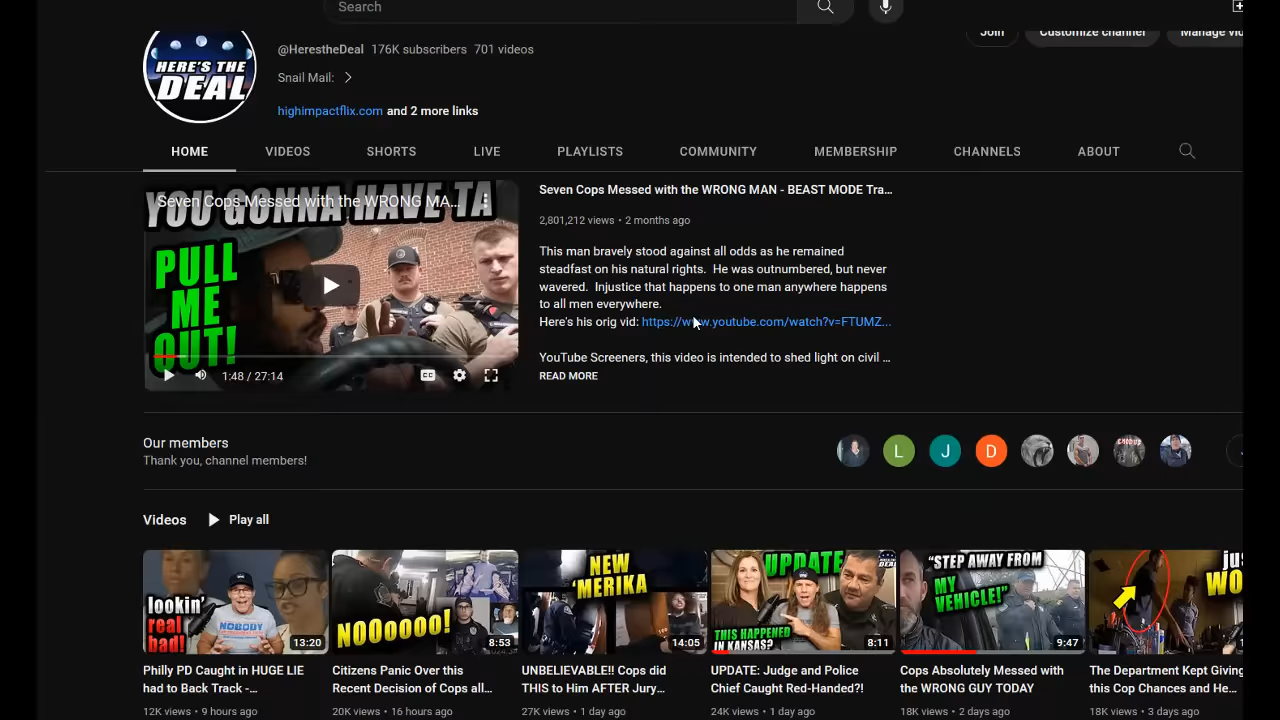 Search
Join
Customize channel
HERE'S THE
DEAL
@HerestheDeal 176K subscribers 701 videos
Snail Mail:
highimpactflix.com and 2 more links
HOME VIDEOS SHORTS LIVE PLAYLISTS COMMUNITY MEMBERSHIP CHANNELS ABOUT
YOU GONNA HAVE TA
Seven Cops Messed with the WRONG MA...
PULL
ME
OUT!
1:48 / 27:14
Seven Cops Messed with the WRONG MAN - BEAST MODE Tra...
2,801,212 views • 2 months ago
This man bravely stood against all odds as he remained
steadfast on his natural rights. He was outnumbered, but never
wavered. Injustice that happens to one man anywhere happens
to all men everywhere.
Here's his orig vid: https://www.youtube.com/watch?v=FTUMZ...
YouTube Screeners, this video is intended to shed light on civil ...
READ MORE
Our members
Thank you, channel members!
L J D
Videos Play all
lookin'
real
bad!
NOBODY
13:20
NOOoooo!
8:53
NEW
'MERIKA
14:05
UPDATE
THIS HAPPENED
IN KANSAS?
8:11
"STEP AWAY FROM
MY
VEHICLE!"
9:47
Philly PD Caught in HUGE LIE
had to Back Track -...
12K views • 9 hours ago
Citizens Panic Over this
Recent Decision of Cops all...
20K views • 16 hours ago
UNBELIEVABLE!! Cops did
THIS to Him AFTER Jury...
27K views • 1 day ago
UPDATE: Judge and Police
Chief Caught Red-Handed?!
24K views • 1 day ago
Cops Absolutely Messed with
the WRONG GUY TODAY
18K views • 2 days ago
The Department Kept Giving
this Cop Chances and He...
18K views • 3 days ago